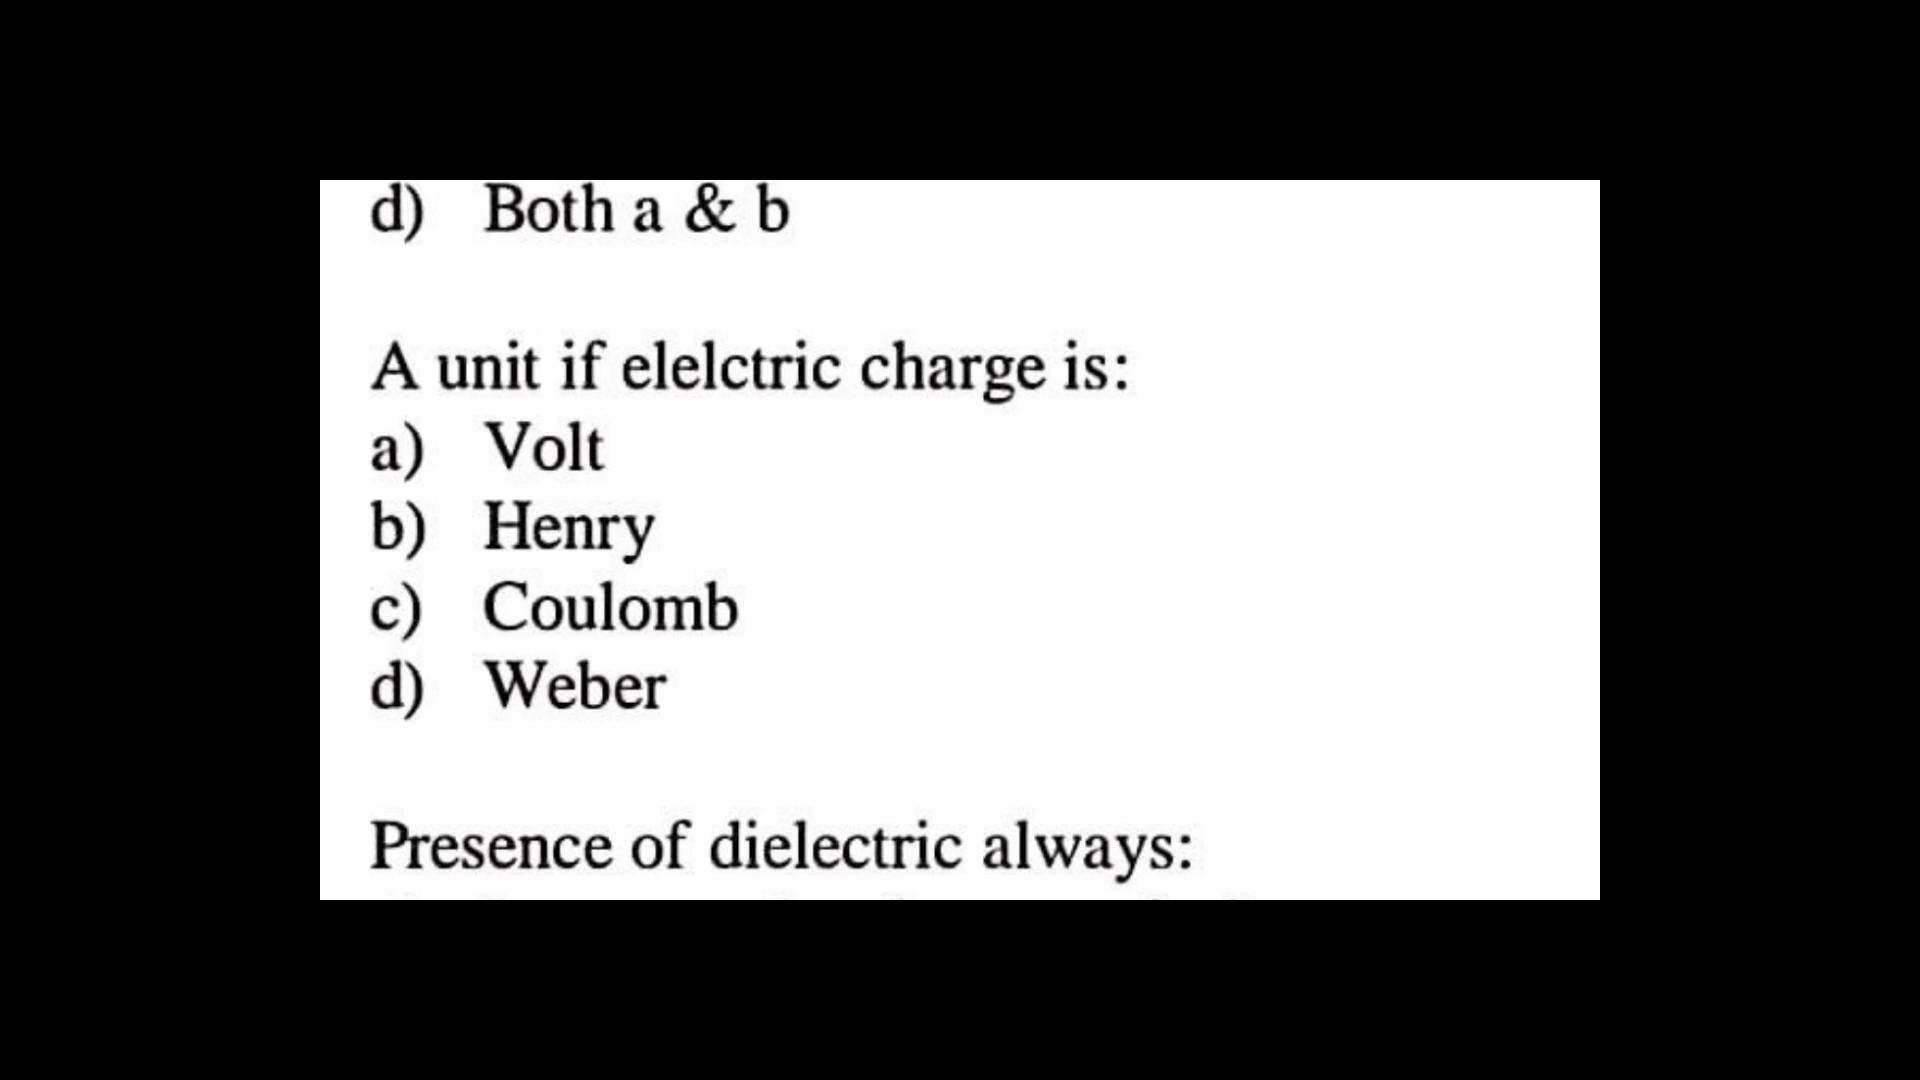 d) Both a & b
A unit if elelctric charge is:
a) Volt
b) Henry
c) Coulomb
d) Weber
Presence of dielectric always: